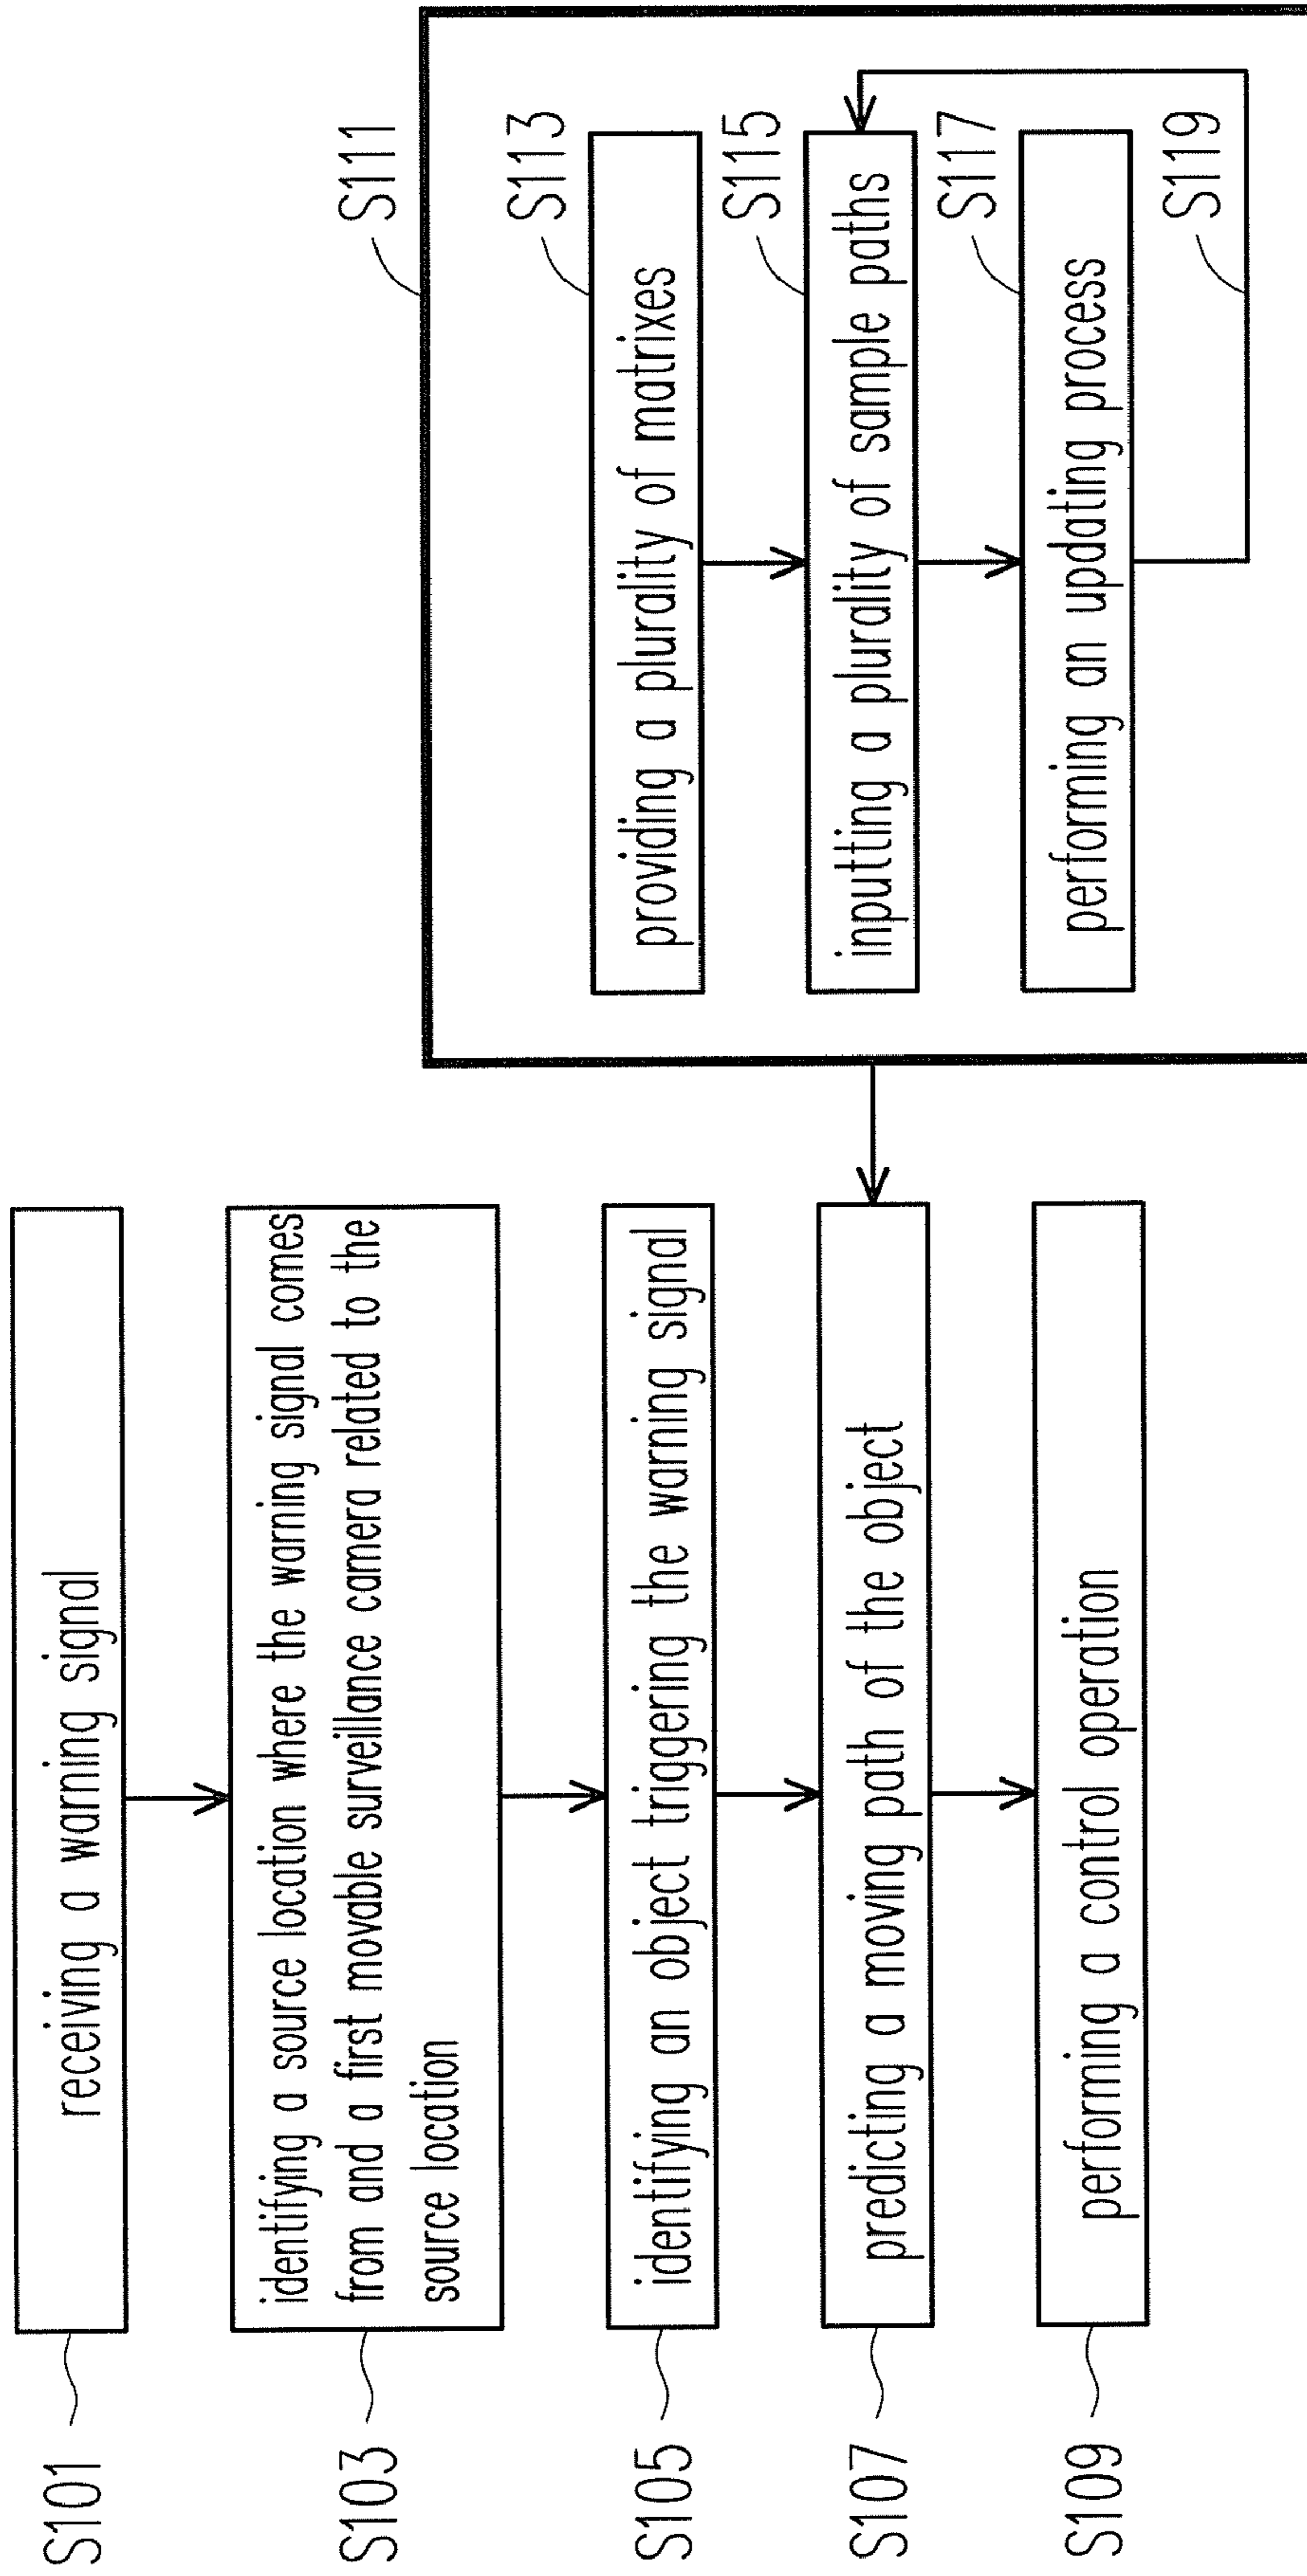 S101
receiving a warning signal
S103
identifying a source location where the warning signal comes
from and a first movable surveillance camera related to the
source location
S105
identifying an object triggering the warning signal
S107
predicting a moving path of the object
S109
performing a control operation
S111
S113
providing a plurality of matrixes
S115
inputting a plurality of sample paths
S117
performing an updating process
S119